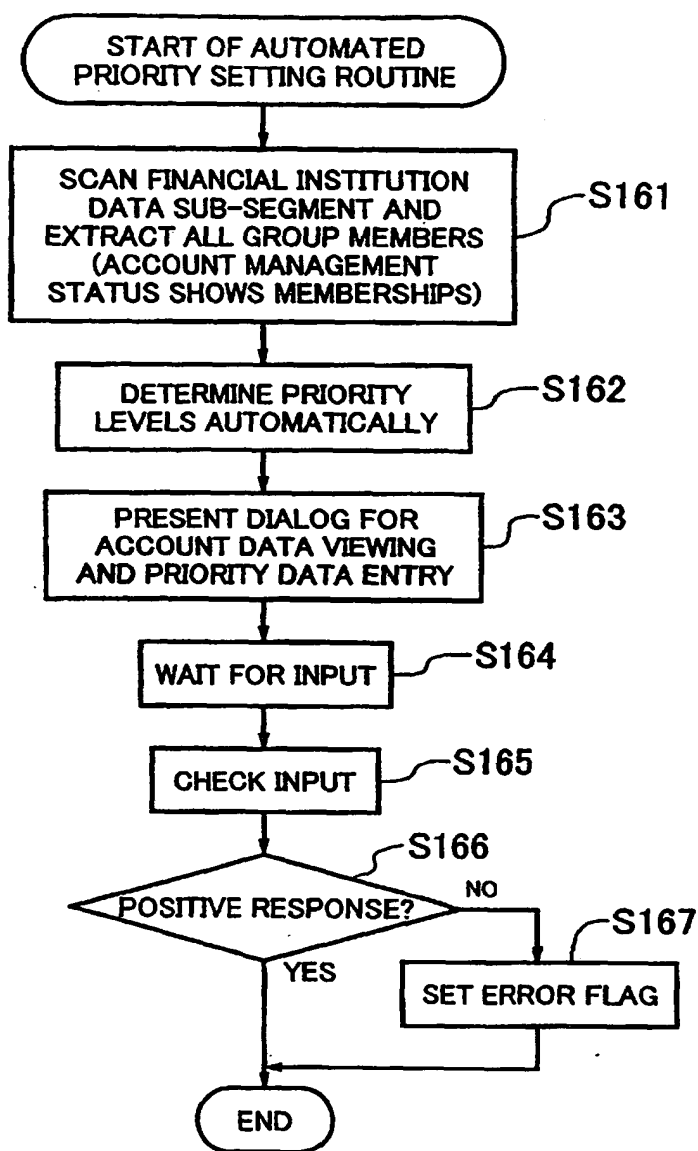 START OF AUTOMATED
PRIORITY SETTING ROUTINE
SCAN FINANCIAL INSTITUTION
DATA SUB-SEGMENT AND
EXTRACT ALL GROUP MEMBERS
(ACCOUNT MANAGEMENT
STATUS SHOWS MEMBERSHIPS)
S161
DETERMINE PRIORITY
LEVELS AUTOMATICALLY
S162
PRESENT DIALOG FOR
ACCOUNT DATA VIEWING
AND PRIORITY DATA ENTRY
S163
WAIT FOR INPUT
S164
CHECK INPUT
S165
S166
POSITIVE RESPONSE?
NO
YES
S167
SET ERROR FLAG
END